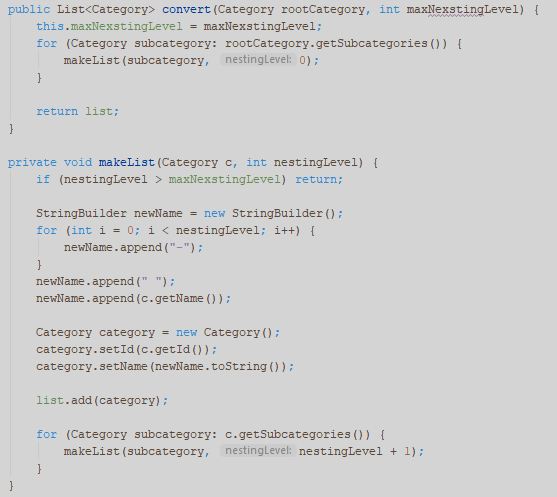 public List<Category> convert(Category rootCategory, int maxNexstingLevel) {
    this.maxNexstingLevel = maxNexstingLevel;
    for (Category subcategory: rootCategory.getSubcategories()) {
        makeList(subcategory, nestingLevel: 0);
    }

    return list;
}

private void makeList(Category c, int nestingLevel) {
    if (nestingLevel > maxNexstingLevel) return;

    StringBuilder newName = new StringBuilder();
    for (int i = 0; i < nestingLevel; i++) {
        newName.append("-");
    }
    newName.append(" ");
    newName.append(c.getName());

    Category category = new Category();
    category.setId(c.getId());
    category.setName(newName.toString());

    list.add(category);

    for (Category subcategory: c.getSubcategories()) {
        makeList(subcategory, nestingLevel: nestingLevel + 1);
    }
}